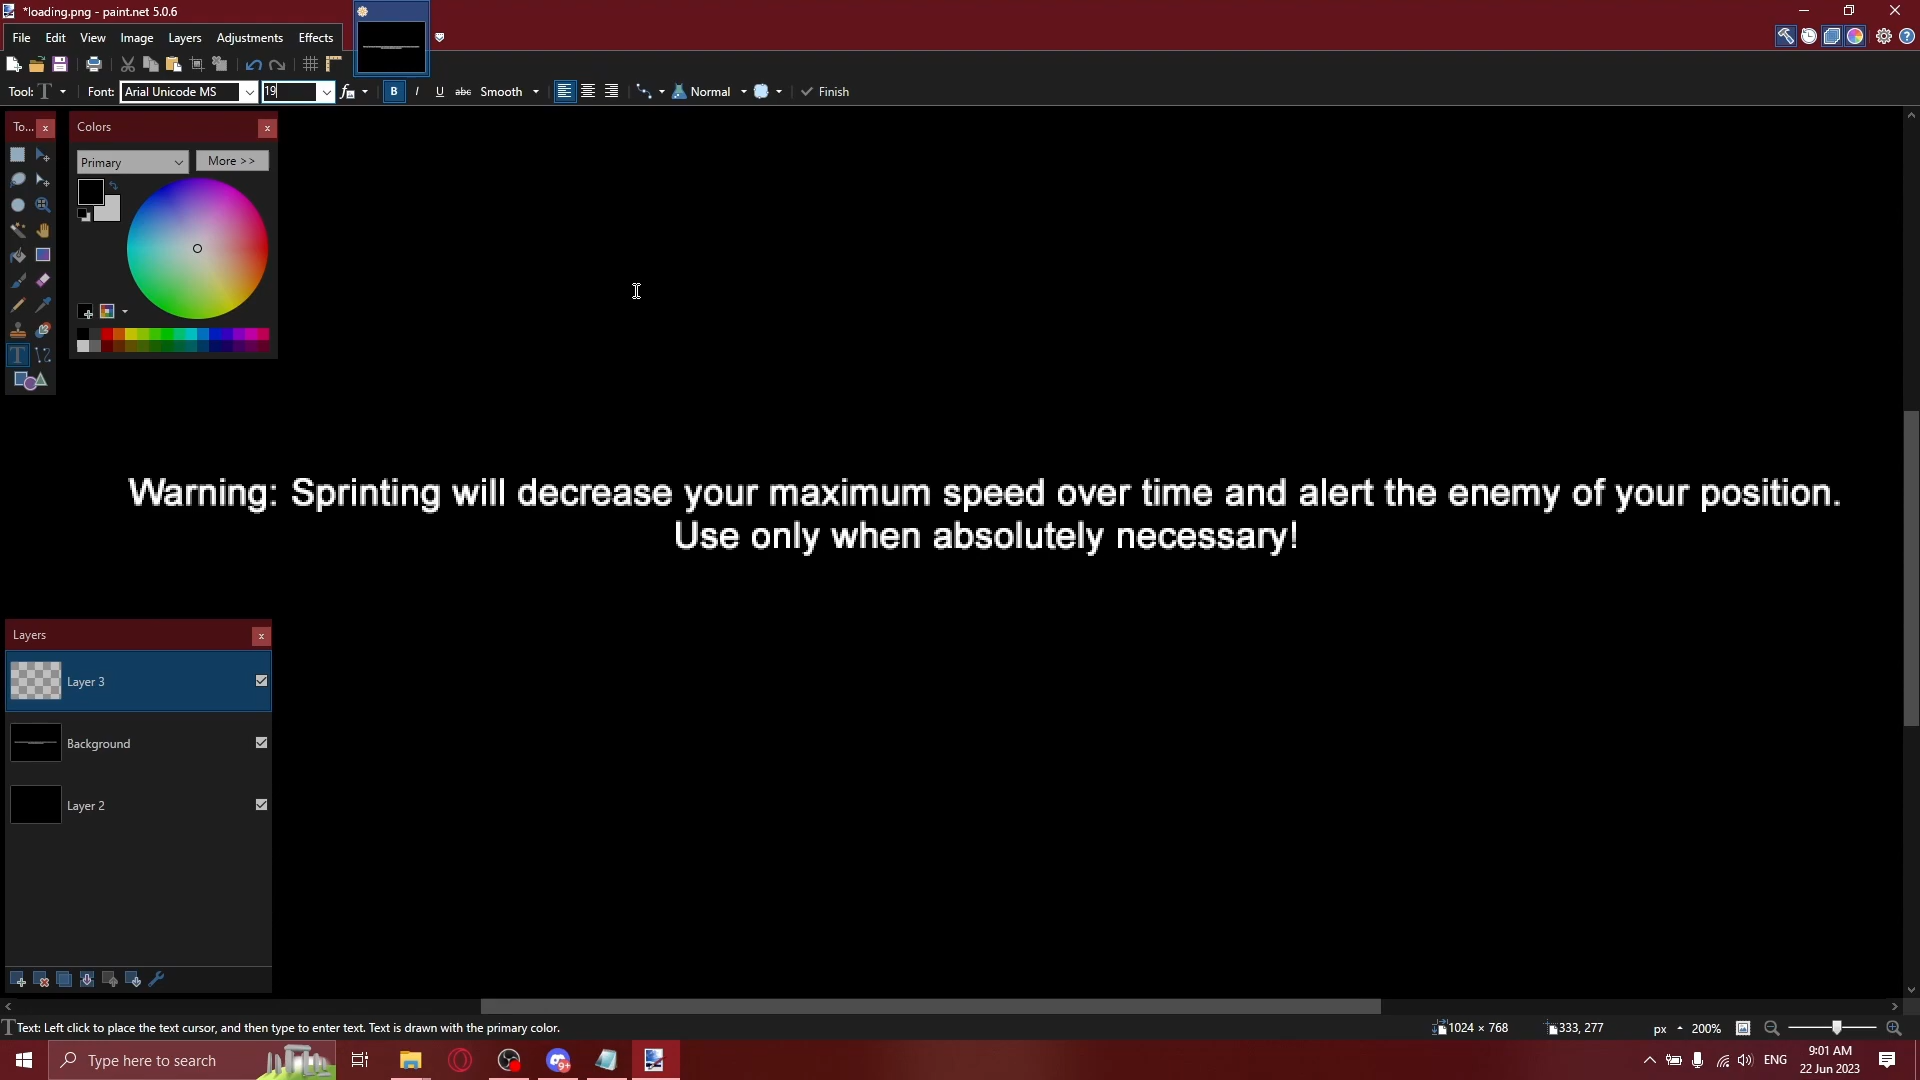 *loading.png - paint.net 5.0.6
File Edit View Image Layers Adjustments Effects
Tool: T Font: Arial Unicode MS 19 B I U abc Smooth Normal Finish
To... x Colors x
Primary More >>
Warning: Sprinting will decrease your maximum speed over time and alert the enemy of your position.
Use only when absolutely necessary!
Layers x
Layer 3
Background
Layer 2
Text: Left click to place the text cursor, and then type to enter text. Text is drawn with the primary color. 1024 × 768 333, 277 px 200%
Type here to search 9+ ENG 9:01 AM
22 Jun 2023